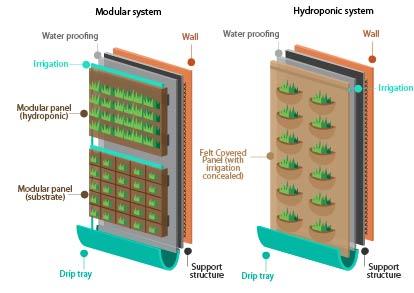 Modular system
Water proofing
Wall
Irrigation
Modular panel
(hydroponic)
Modular panel
(substrate)
Drip tray
Support
structure
Hydroponic system
Water proofing
Wall
Irrigation
Felt Covered
Panel (with
irrigation
concealed)
Drip tray
Support
structure